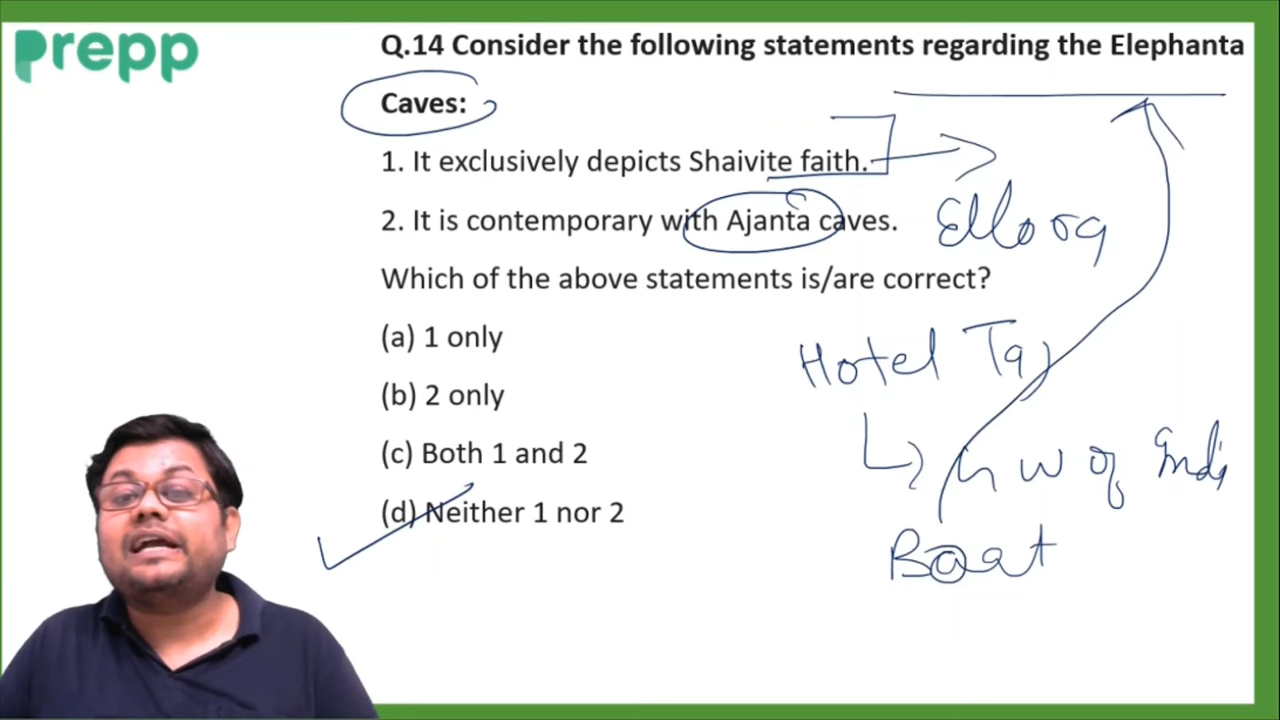 prepp
Q.14 Consider the following statements regarding the Elephanta
Caves:
1. It exclusively depicts Shaivite faith.
2. It is contemporary with Ajanta caves.
Ellora
Which of the above statements is/are correct?
(a) 1 only
Hotel Taj
(b) 2 only
(c) Both 1 and 2
G W of Indi
(d) Neither 1 nor 2
Boat